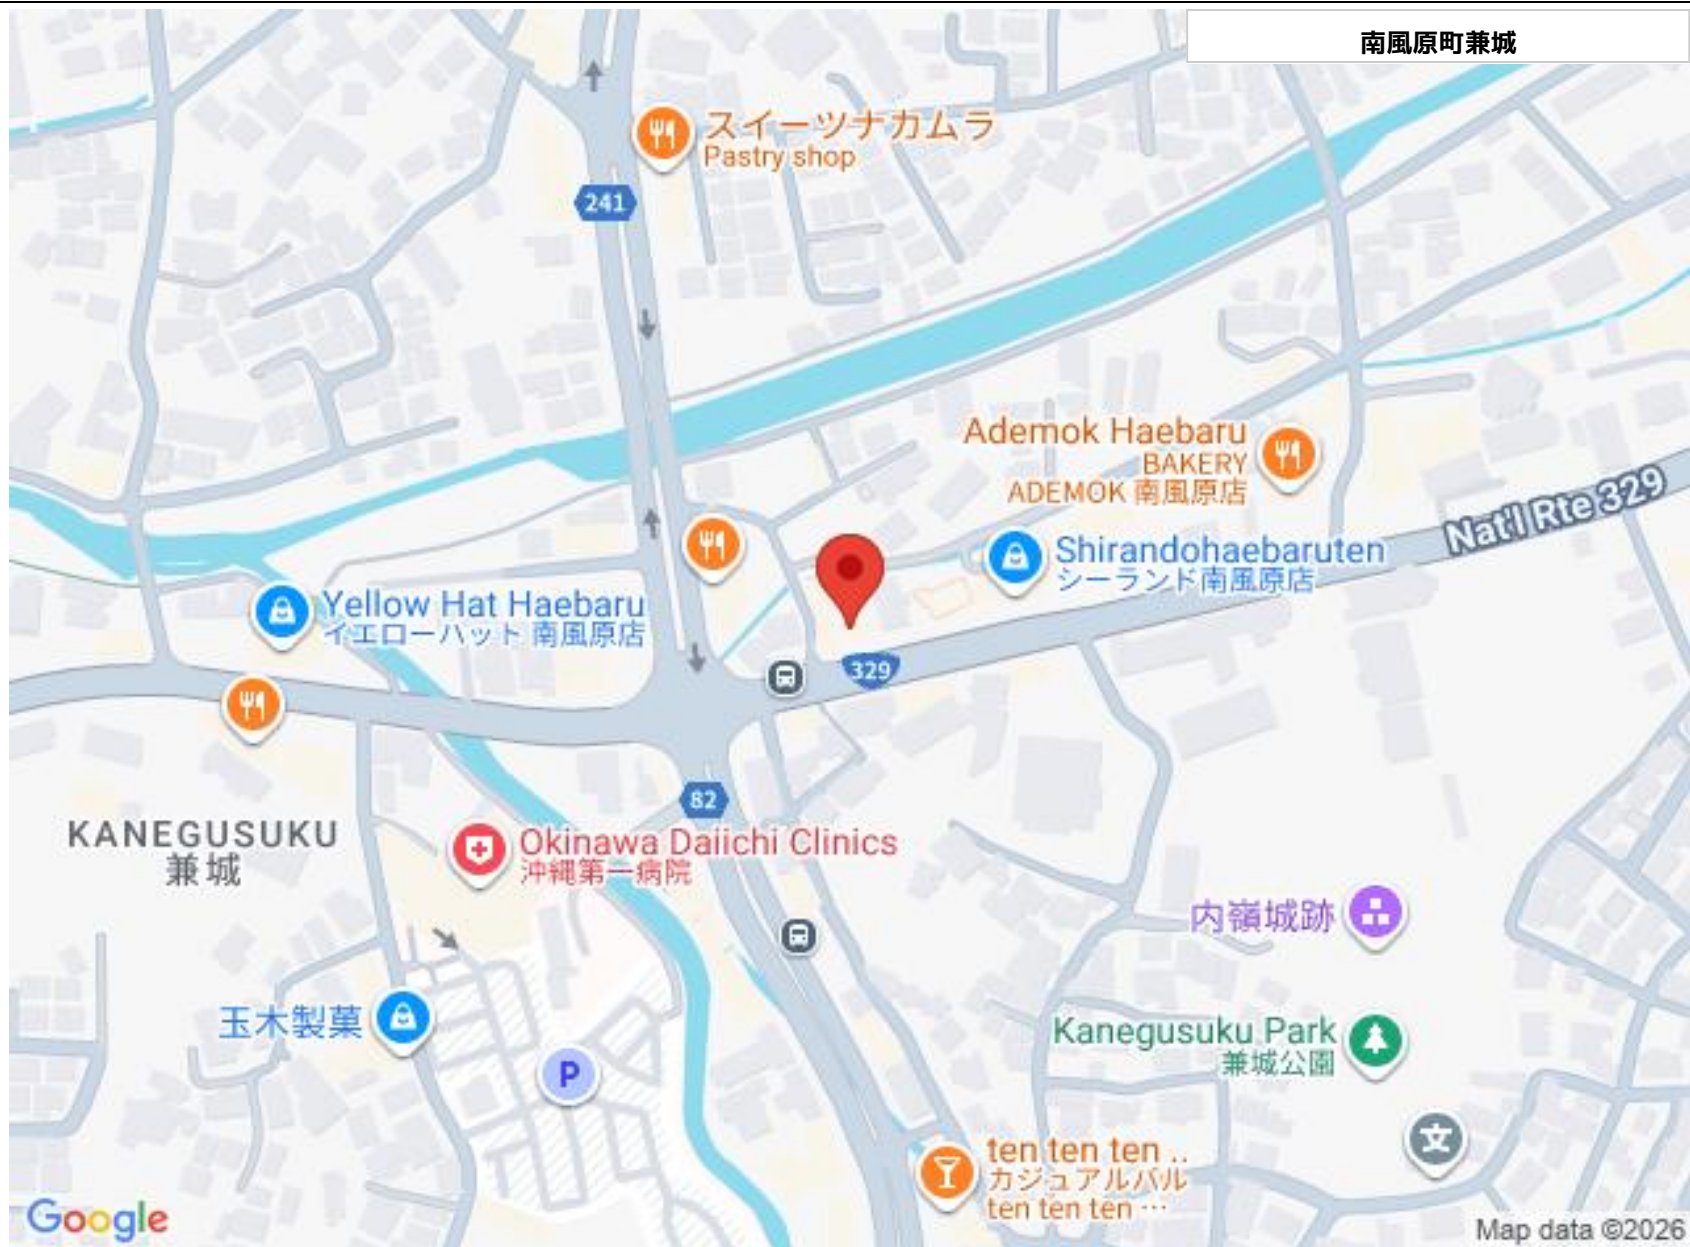 南風原町兼城
スイーツナカムラ
Pastry shop
241
Ademok Haebaru
BAKERY
ADEMOK 南風原店
Nat'l Rte 329
Shirandohaebaruten
シーランド南風原店
Yellow Hat Haebaru
イエローハット 南風原店
329
82
KANEGUSUKU
兼城
Okinawa Daiichi Clinics
沖縄第一病院
内嶺城跡
玉木製菓
Kanegusuku Park
兼城公園
P
文
ten ten ten ..
カジュアルバル
ten ten ten …
Google
Map data ©2026